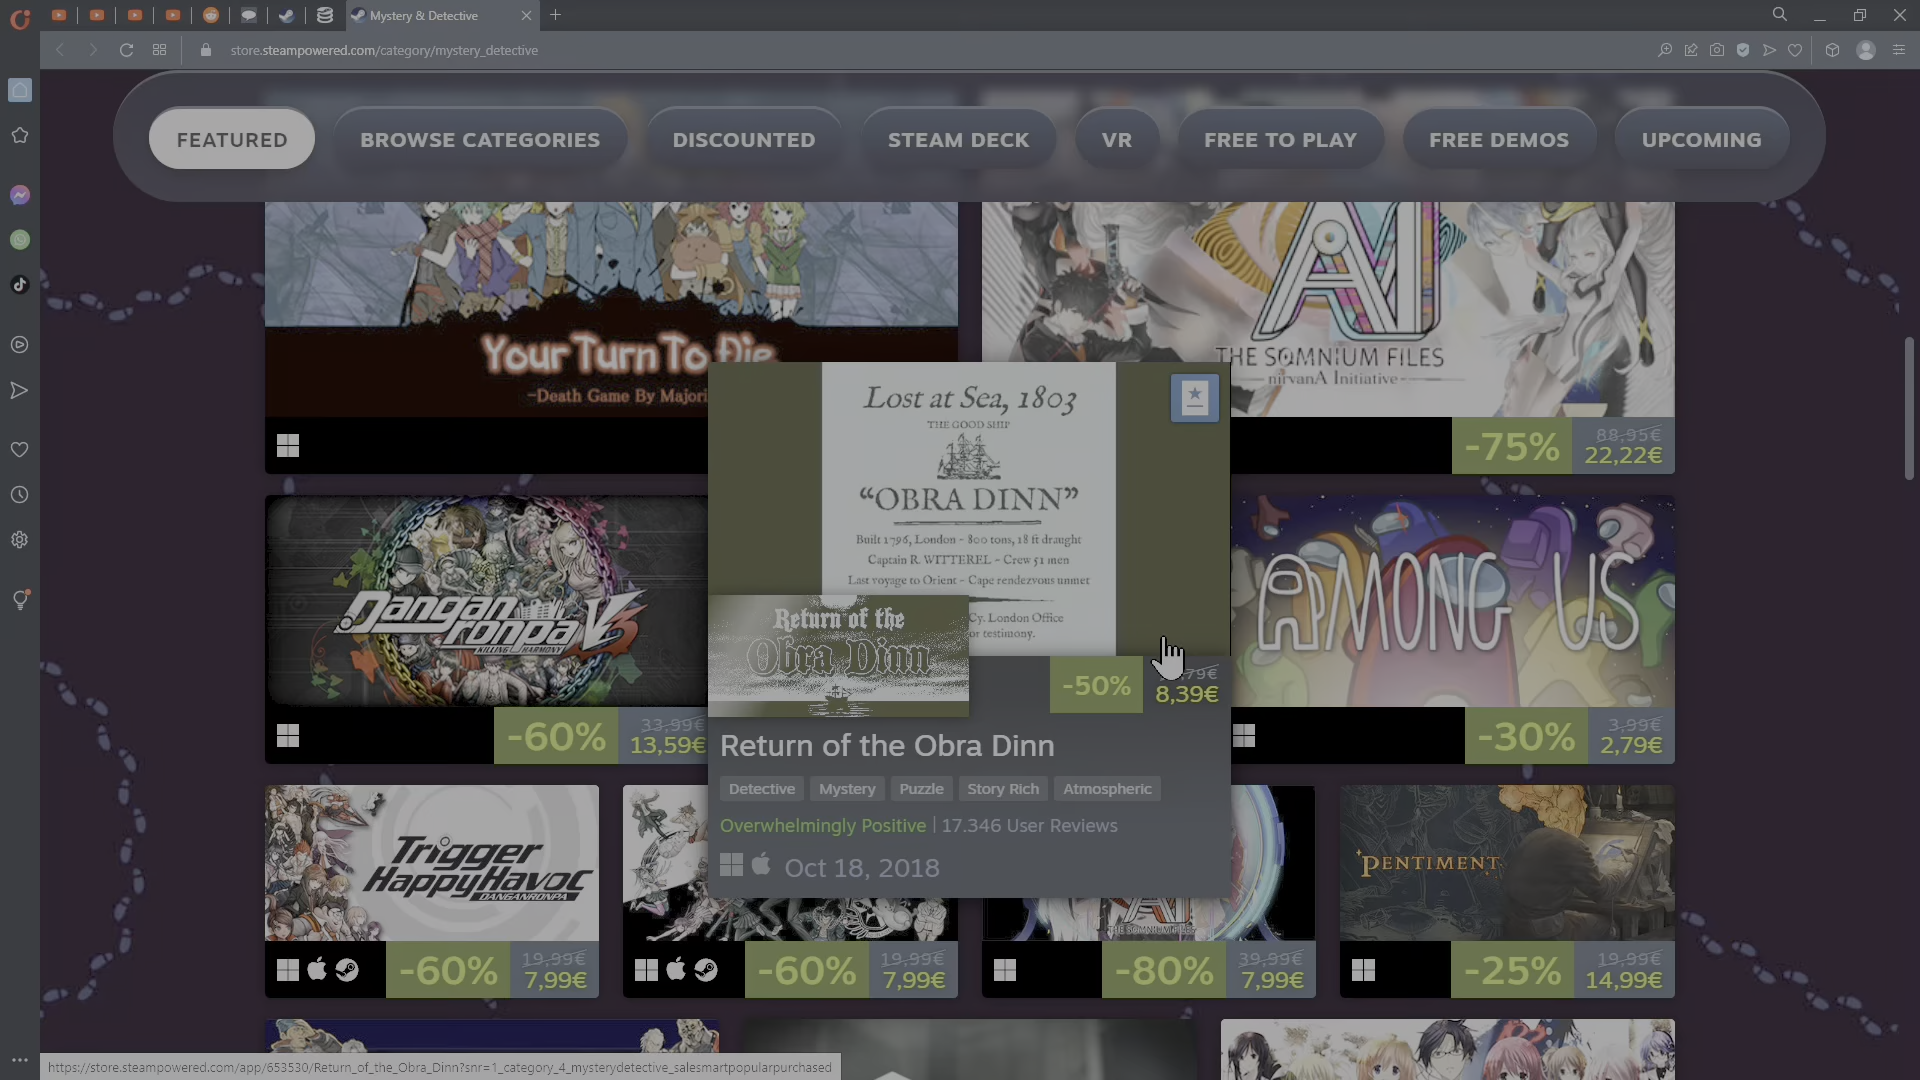 Mystery & Detective
store.steampowered.com/category/mystery_detective
FEATURED
BROWSE CATEGORIES
DISCOUNTED
STEAM DECK
VR
FREE TO PLAY
FREE DEMOS
UPCOMING
Your Turn To Die
-Death Game By Majori
AI
THE SOMNIUM FILES
nirvanA Initiative
-75%
88,95€
22,22€
Lost at Sea, 1803
THE GOOD SHIP
“OBRA DINN”
Built 1796, London ~ 800 tons, 18 ft draught
Captain R. WITTEREL ~ Crew 51 men
Last voyage to Orient ~ Cape rendezvous unmet
Cy. London Office
or testimony.
Return of the
Obra Dinn
-50%
79€
8,39€
Return of the Obra Dinn
Detective
Mystery
Puzzle
Story Rich
Atmospheric
Overwhelmingly Positive | 17.346 User Reviews
Oct 18, 2018
Danganronpa V3
KILLING HARMONY
-60%
33,99€
13,59€
AMONG US
-30%
3,99€
2,79€
Trigger
Happy Havoc
DANGANRONPA
-60%
19,99€
7,99€
-60%
19,99€
7,99€
AI
THE SOMNIUM FILES
-80%
39,99€
7,99€
PENTIMENT
-25%
19,99€
14,99€
https://store.steampowered.com/app/653530/Return_of_the_Obra_Dinn?snr=1_category_4_mysterydetective_salesmartpopularpurchased